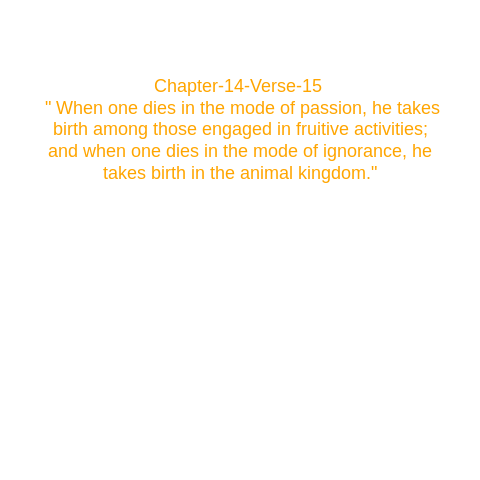 Chapter-14-Verse-15
" When one dies in the mode of passion, he takes
birth among those engaged in fruitive activities;
and when one dies in the mode of ignorance, he
takes birth in the animal kingdom."